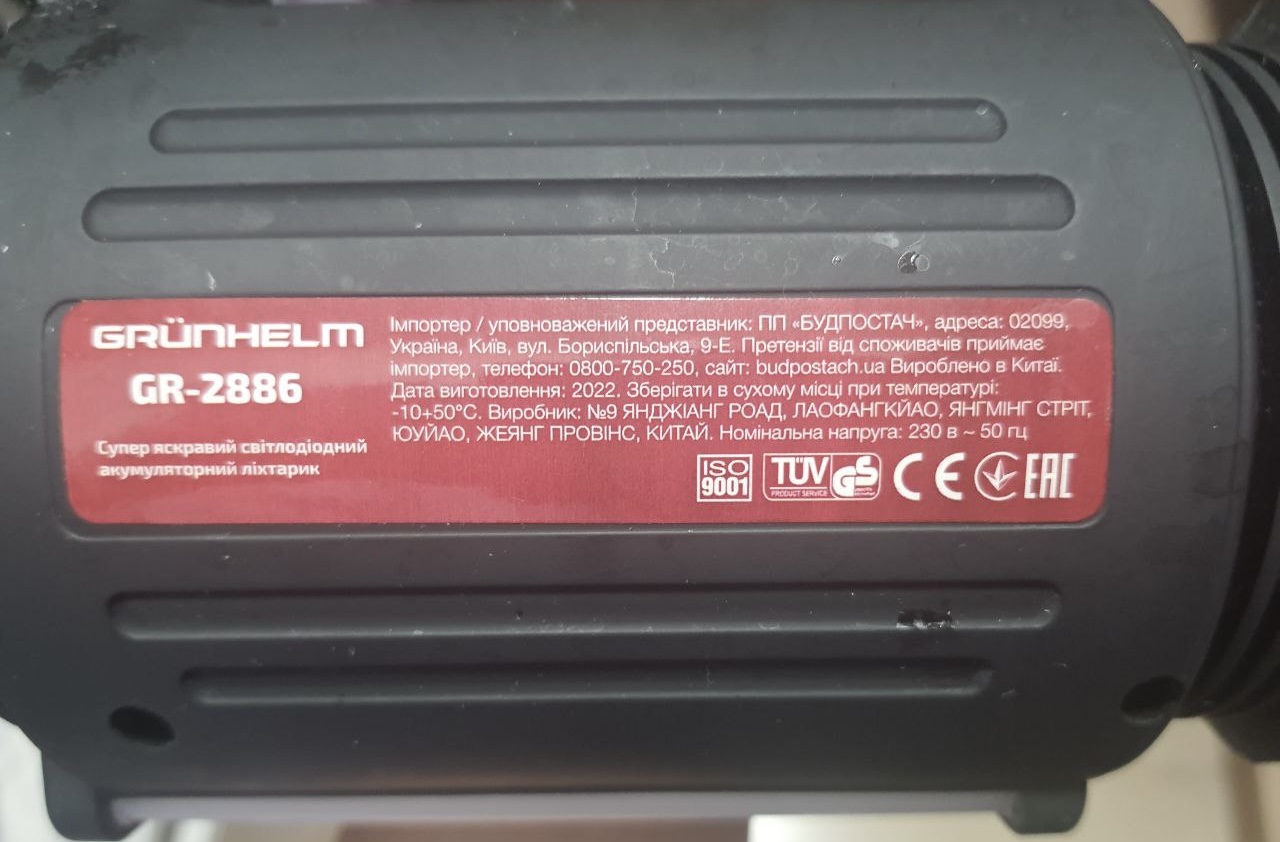 GRÜNHELM
GR-2886
Супер яскравий світлодіодний
акумуляторний ліхтарик
Імпортер / уповноважений представник: ПП «БУДПОСТАЧ», адреса: 02099,
Україна, Київ, вул. Бориспільська, 9-Е. Претензії від споживачів приймає
імпортер, телефон: 0800-750-250, сайт: budpostach.ua Вироблено в Китаї.
Дата виготовлення: 2022. Зберігати в сухому місці при температурі:
-10+50°C. Виробник: №9 ЯНДЖІАНГ РОАД, ЛАОФАНГКЙАО, ЯНГМІНГ СТРІТ,
ЮУЙАО, ЖЕЯНГ ПРОВІНС, КИТАЙ. Номінальна напруга: 230 в ~ 50 гц
ISO
9001
TÜV
PRODUCT SERVICE
GS
CE
EAC